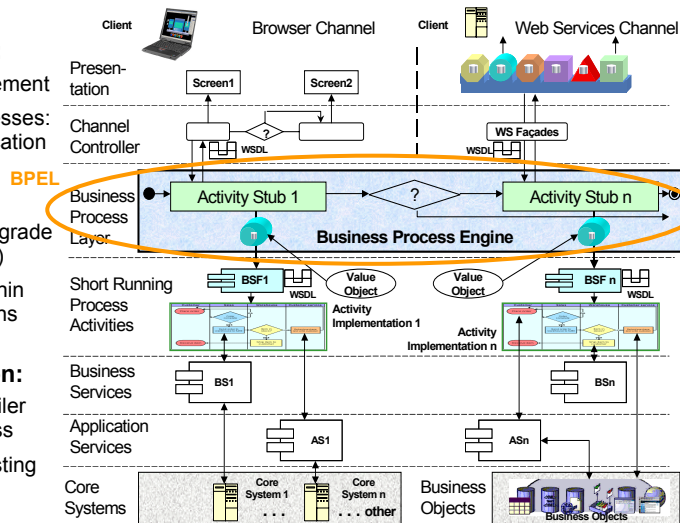 Client
Browser Channel
Client
Web Services Channel
Presen-
tation
Screen1
Screen2
Channel
Controller
?
WSDL
WS Façades
WSDL
ement
esses:
ration
BPEL
grade
)
hin
ns
n:
iler
ss
sting
Business
Process
Layer
Activity Stub 1
?
Activity Stub n
Business Process Engine
Short Running
Process
Activities
BSF1
WSDL
Value
Object
Value
Object
BSF n
WSDL
Activity
Implementation 1
Activity
Implementation n
Business
Services
BS1
BSn
Application
Services
AS1
ASn
Core
Systems
Core
System 1
. . .
Core
System n
. . . other
Business
Objects
Business Objects